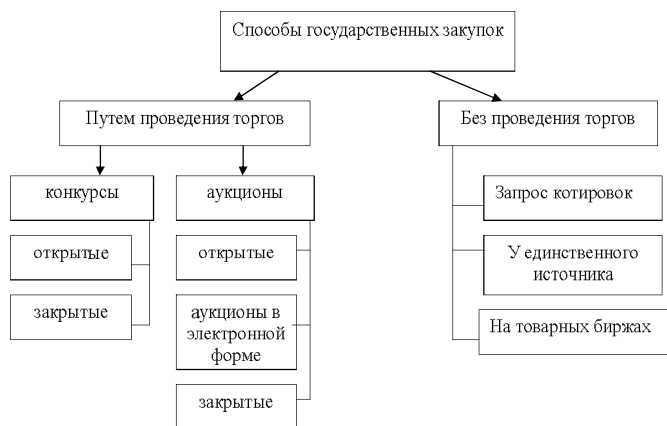 Способы государственных закупок
Путем проведения торгов
Без проведения торгов
конкурсы
аукционы
Запрос котировок
открытые
открытые
У единственного
источника
закрытые
аукционы в
электронной
форме
На товарных биржах
закрытые